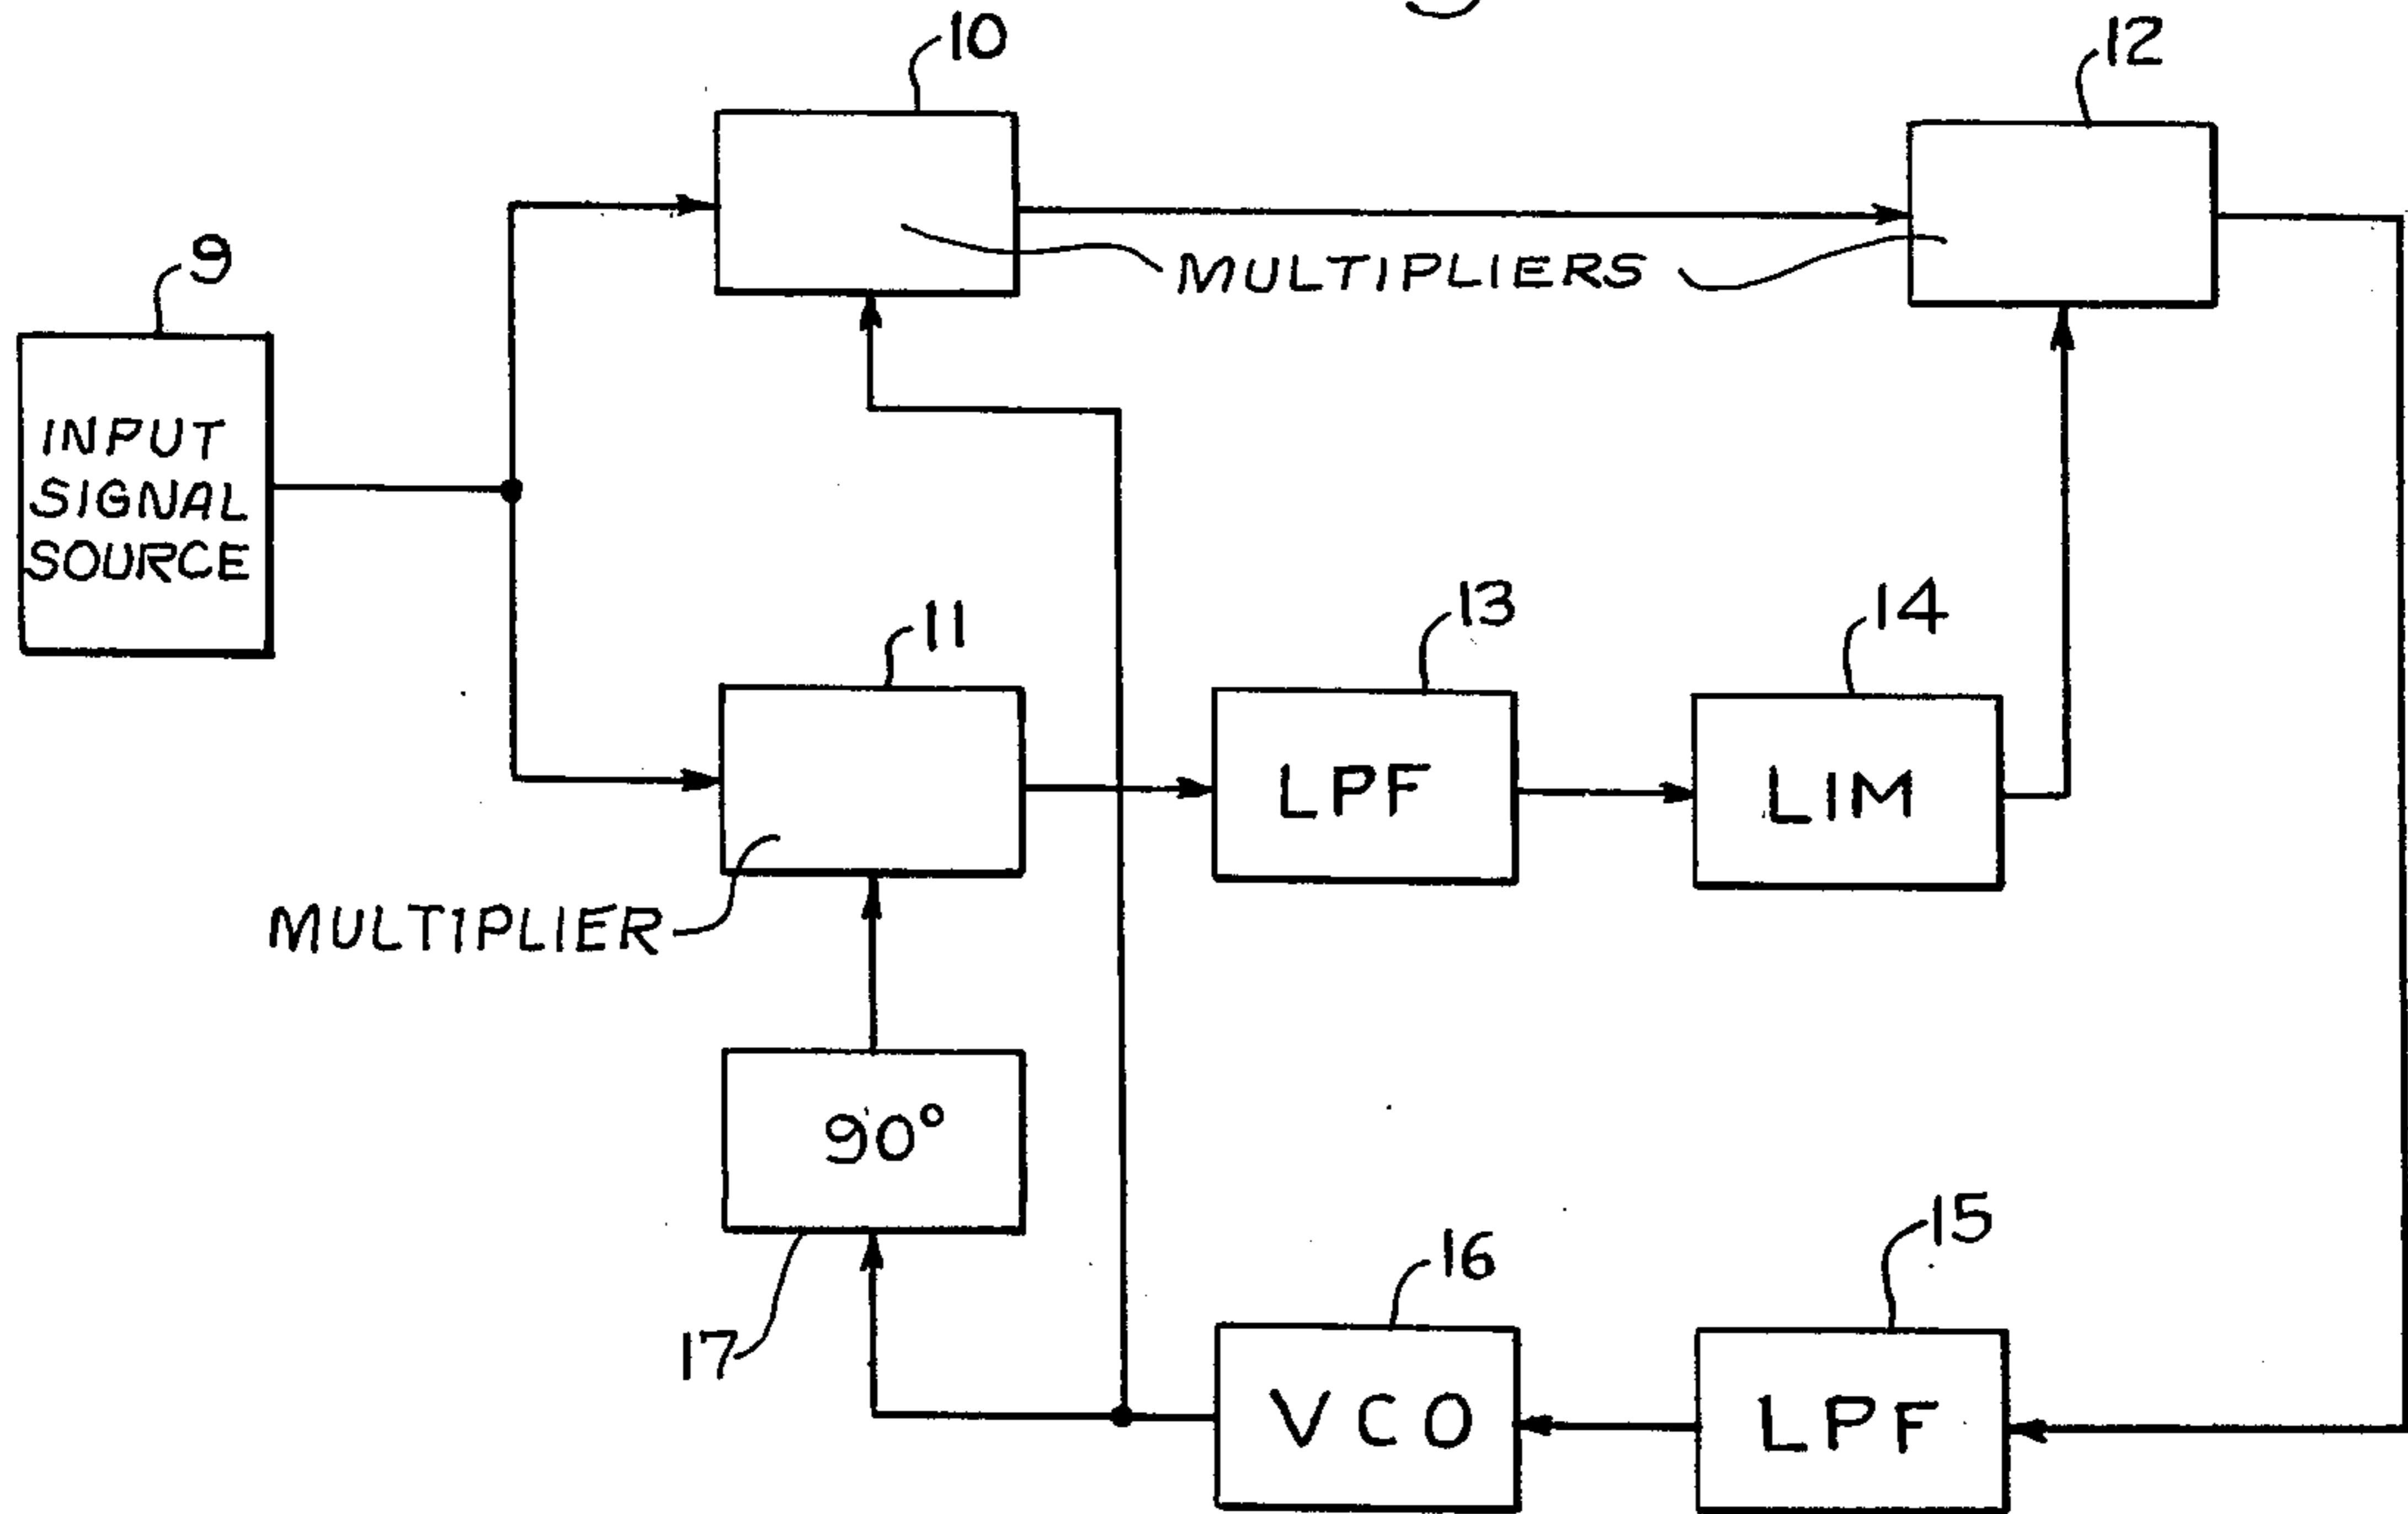 10
12
MULTIPLIERS
9
INPUT
SIGNAL
SOURCE
11
13
14
LPF
LIM
MULTIPLIER
90°
17
16
15
VCO
LPF